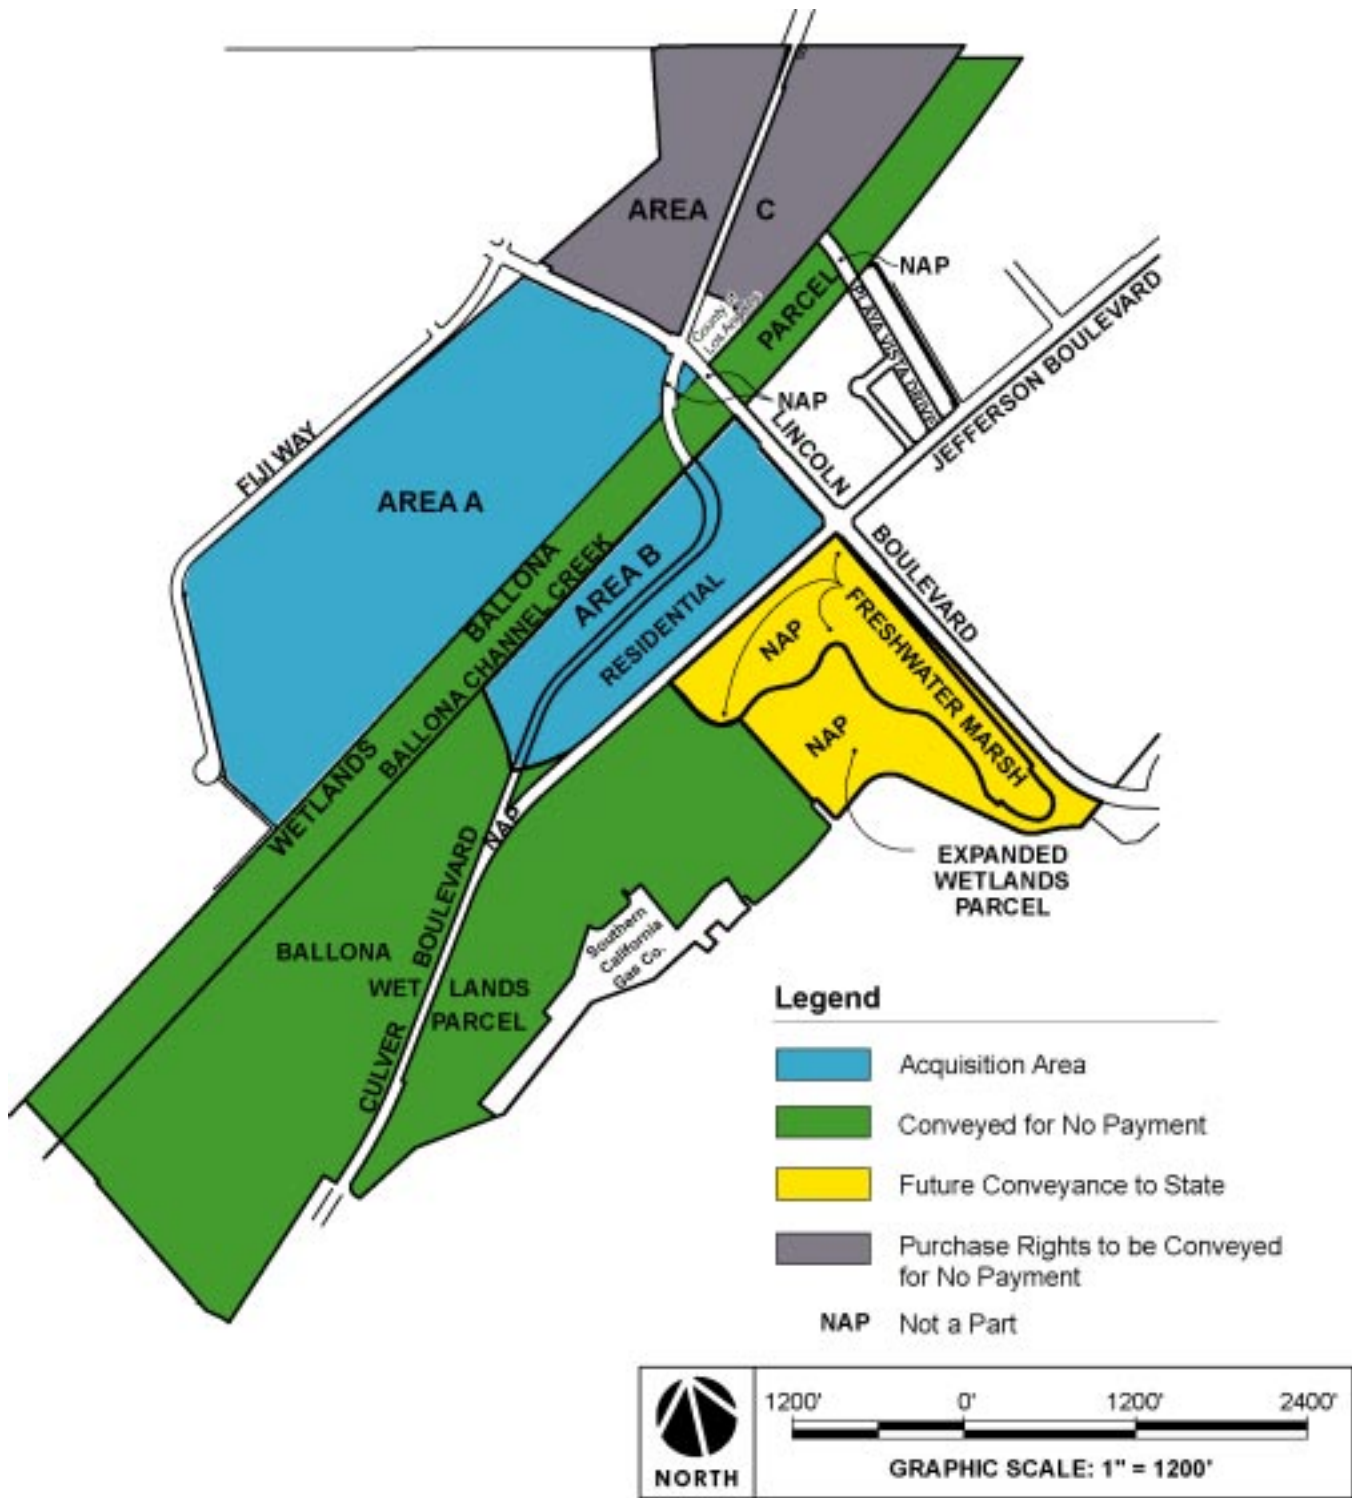 AREA C
NAP
County of
Los Angeles
PARCEL
PLAYA VISTA DRIVE
JEFFERSON BOULEVARD
NAP
LINCOLN
FIJI WAY
AREA A
BOULEVARD
BALLONA
BALLONA CHANNEL CREEK
AREA B
RESIDENTIAL
FRESHWATER MARSH
NAP
NAP
WETLANDS
NAP
BOULEVARD
EXPANDED
WETLANDS
PARCEL
Southern
California
Gas Co.
BALLONA
WET LANDS
PARCEL
CULVER
Legend
Acquisition Area
Conveyed for No Payment
Future Conveyance to State
Purchase Rights to be Conveyed
for No Payment
NAP Not a Part
1200' 0' 1200' 2400'
GRAPHIC SCALE: 1" = 1200'
NORTH